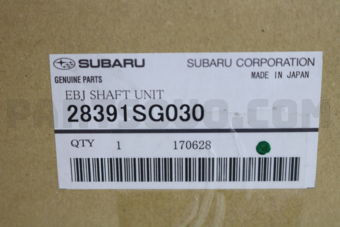 SUBARU SUBARU CORPORATION
GENUINE PARTS MADE IN JAPAN
EBJ SHAFT UNIT
28391SG030
QTY 1 170628